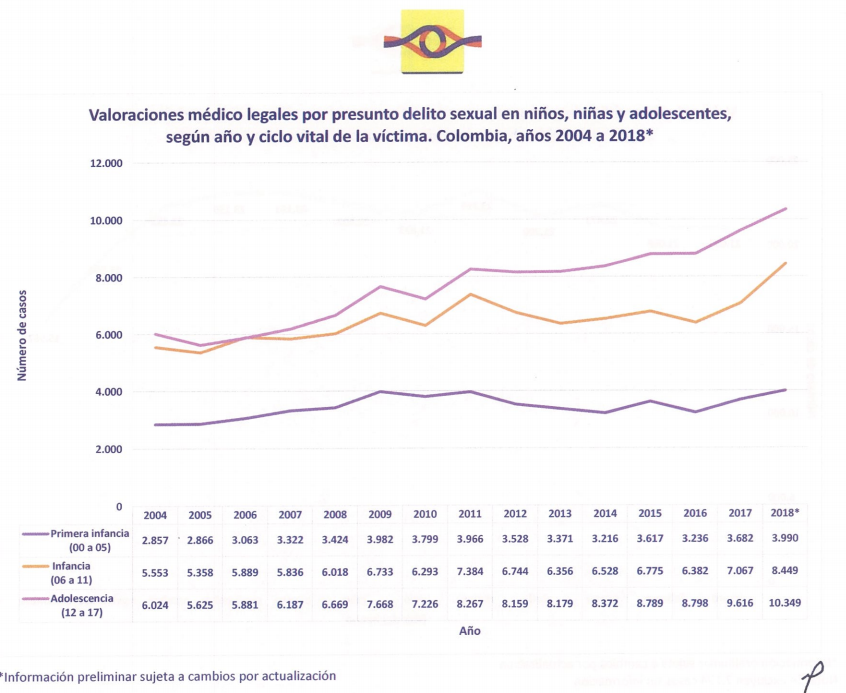 Valoraciones médico legales por presunto delito sexual en niños, niñas y adolescentes,
según año y ciclo vital de la víctima. Colombia, años 2004 a 2018*
12.000
10.000
8.000
6.000
4.000
2.000
0
Número de casos
2004 2005 2006 2007 2008 2009 2010 2011 2012 2013 2014 2015 2016 2017 2018*
Primera infancia (00 a 05) 2.857 2.866 3.063 3.322 3.424 3.982 3.799 3.966 3.528 3.371 3.216 3.617 3.236 3.682 3.990
Infancia (06 a 11) 5.553 5.358 5.889 5.836 6.018 6.733 6.293 7.384 6.744 6.356 6.528 6.775 6.382 7.067 8.449
Adolescencia (12 a 17) 6.024 5.625 5.881 6.187 6.669 7.668 7.226 8.267 8.159 8.179 8.372 8.789 8.798 9.616 10.349
Año
*Información preliminar sujeta a cambios por actualización